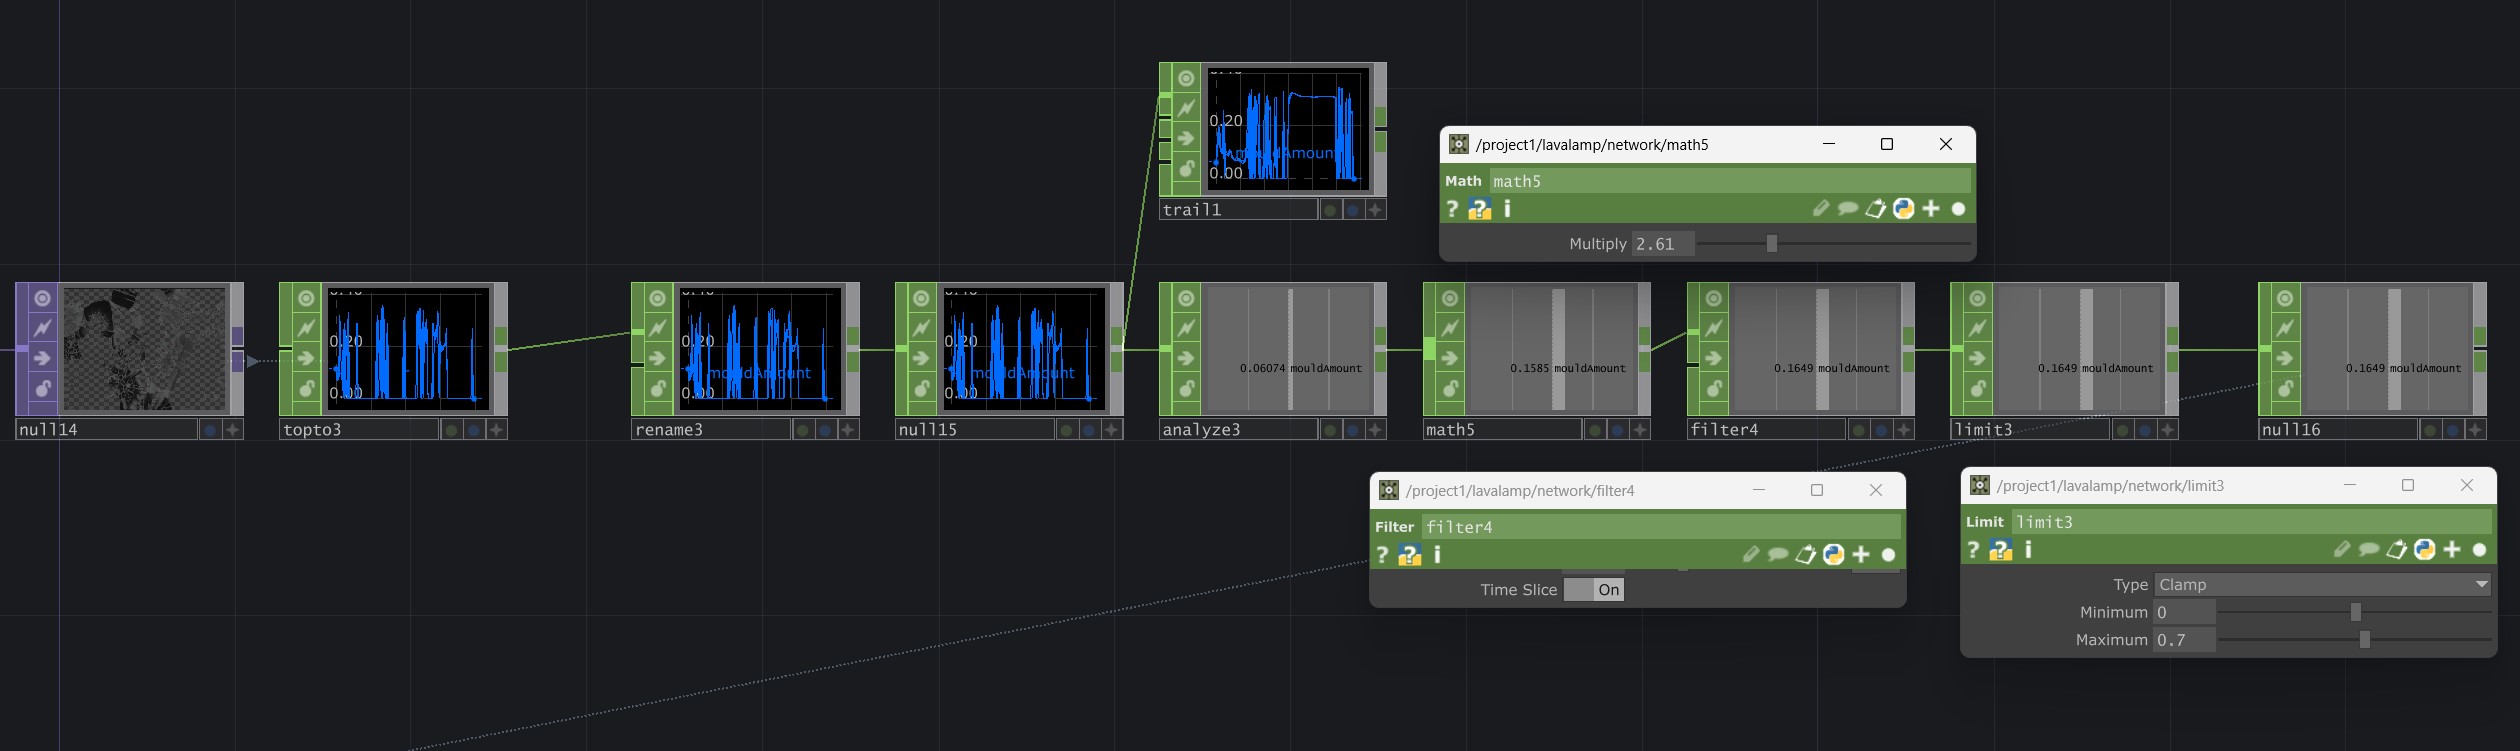 0.20
mouldAmount
0.00
trail1
/project1/lavalamp/network/math5
Math math5
? ? i
Multiply 2.61
null14
0.20
0.00
topto3
0.20
mouldAmount
0.00
rename3
0.20
mouldAmount
0.00
null15
0.06074 mouldAmount
analyze3
0.1585 mouldAmount
math5
0.1649 mouldAmount
filter4
0.1649 mouldAmount
limit3
0.1649 mouldAmount
null16
/project1/lavalamp/network/filter4
Filter filter4
? ? i
Time Slice On
/project1/lavalamp/network/limit3
Limit limit3
? ? i
Type Clamp
Minimum 0
Maximum 0.7